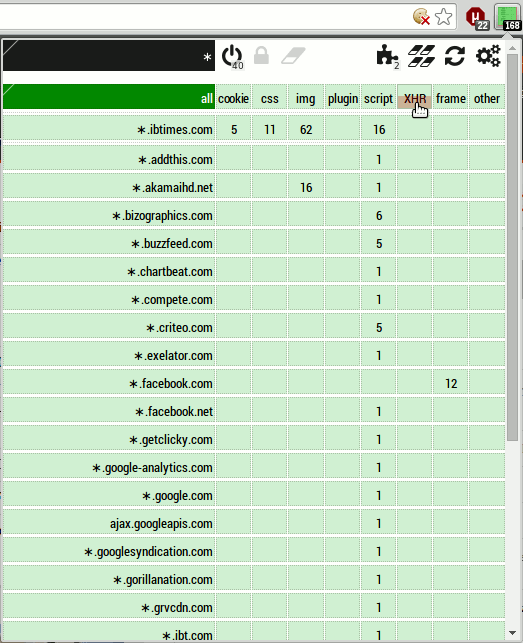 22 168
∗ 40 2
all cookie css img plugin script XHR frame other
∗.ibtimes.com 5 11 62 16
∗.addthis.com 1
∗.akamaihd.net 16 1
∗.bizographics.com 6
∗.buzzfeed.com 5
∗.chartbeat.com 1
∗.compete.com 1
∗.criteo.com 5
∗.exelator.com 1
∗.facebook.com 12
∗.facebook.net 1
∗.getclicky.com 1
∗.google-analytics.com 1
∗.google.com 1
ajax.googleapis.com 1
∗.googlesyndication.com 1
∗.gorillanation.com 1
∗.grvcdn.com 1
∗.ibt.com 1